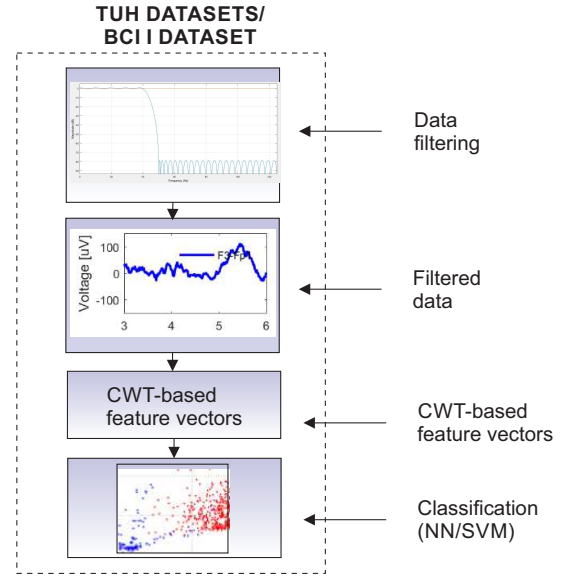 TUH DATASETS/
BCI I DATASET
Data
filtering
Voltage [uV]
100
0
-100
F3-Fp1
3
4
5
6
Filtered
data
CWT-based
feature vectors
CWT-based
feature vectors
Classification
(NN/SVM)